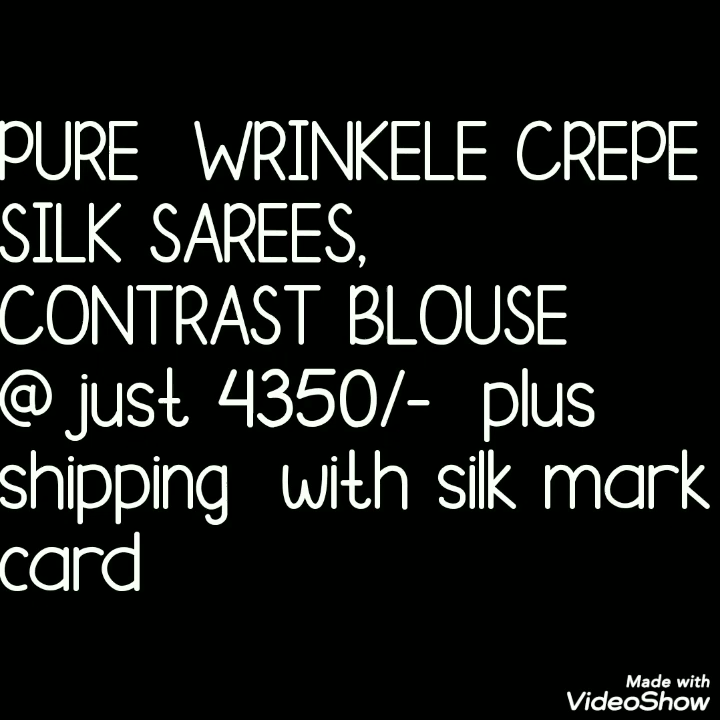 PURE  WRINKELE CREPE
SILK SAREES,
CONTRAST BLOUSE
@ just 4350/-  plus
shipping  with silk mark
card
Made with
VideoShow